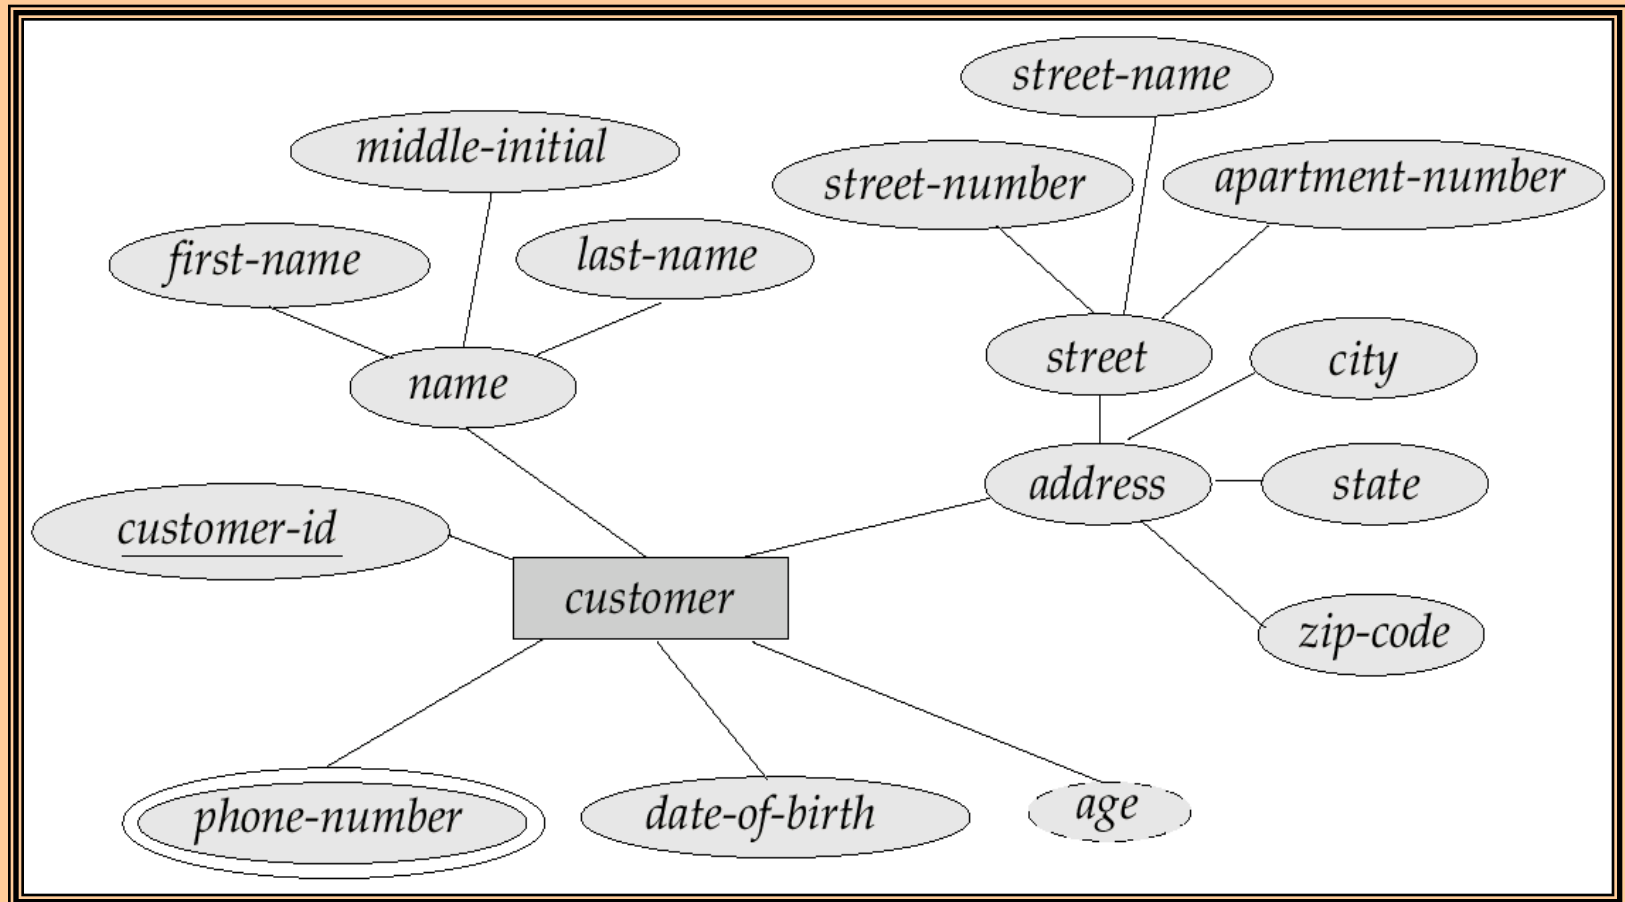 street-name
middle-initial
street-number
apartment-number
first-name
last-name
street
city
name
address
state
customer-id
customer
zip-code
phone-number
date-of-birth
age